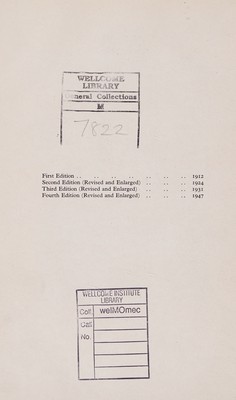 WELLCOME
LIBRARY
General Collections
M
7822
First Edition .. .. .. .. .. .. .. 1912
Second Edition (Revised and Enlarged) .. .. .. 1924
Third Edition (Revised and Enlarged) .. .. .. 1931
Fourth Edition (Revised and Enlarged) .. .. .. 1947
WELLCOME INSTITUTE
LIBRARY
Coll. welMOmec
Call
No.